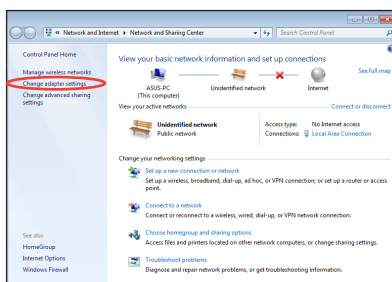 « Network and Internet ▸ Network and Sharing Center
Search Control Panel
Control Panel Home
Manage wireless networks
Change adapter settings
Change advanced sharing
settings
See also
HomeGroup
Internet Options
Windows Firewall
View your basic network information and set up connections
See full map
ASUS-PC
(This computer)
Unidentified network
Internet
View your active networks
Connect or disconnect
Unidentified network
Public network
Access type: No Internet access
Connections: Local Area Connection
Change your networking settings
Set up a new connection or network
Set up a wireless, broadband, dial-up, ad hoc, or VPN connection; or set up a router or access
point.
Connect to a network
Connect or reconnect to a wireless, wired, dial-up, or VPN network connection.
Choose homegroup and sharing options
Access files and printers located on other network computers, or change sharing settings.
Troubleshoot problems
Diagnose and repair network problems, or get troubleshooting information.